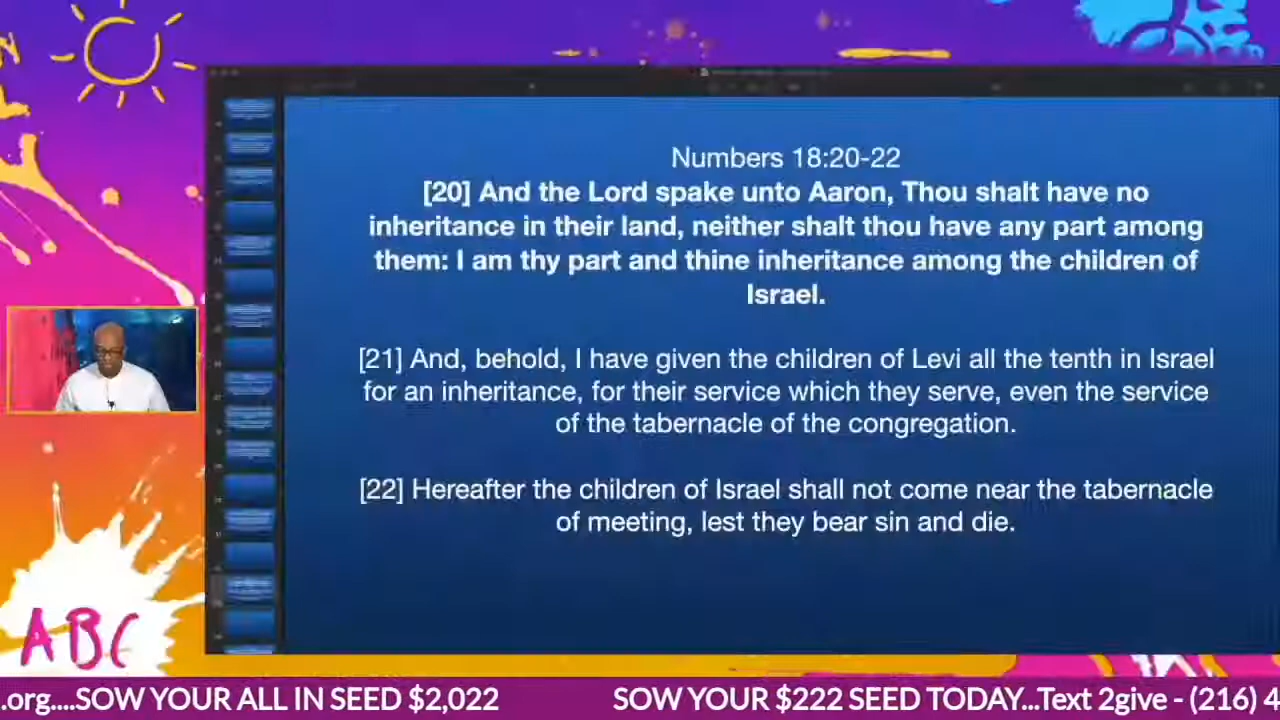 Numbers 18:20-22
[20] And the Lord spake unto Aaron, Thou shalt have no
inheritance in their land, neither shalt thou have any part among
them: I am thy part and thine inheritance among the children of
Israel.
[21] And, behold, I have given the children of Levi all the tenth in Israel
for an inheritance, for their service which they serve, even the service
of the tabernacle of the congregation.
[22] Hereafter the children of Israel shall not come near the tabernacle
of meeting, lest they bear sin and die.
ABC
.org....SOW YOUR ALL IN SEED $2,022 SOW YOUR $222 SEED TODAY...Text 2give - (216) 4